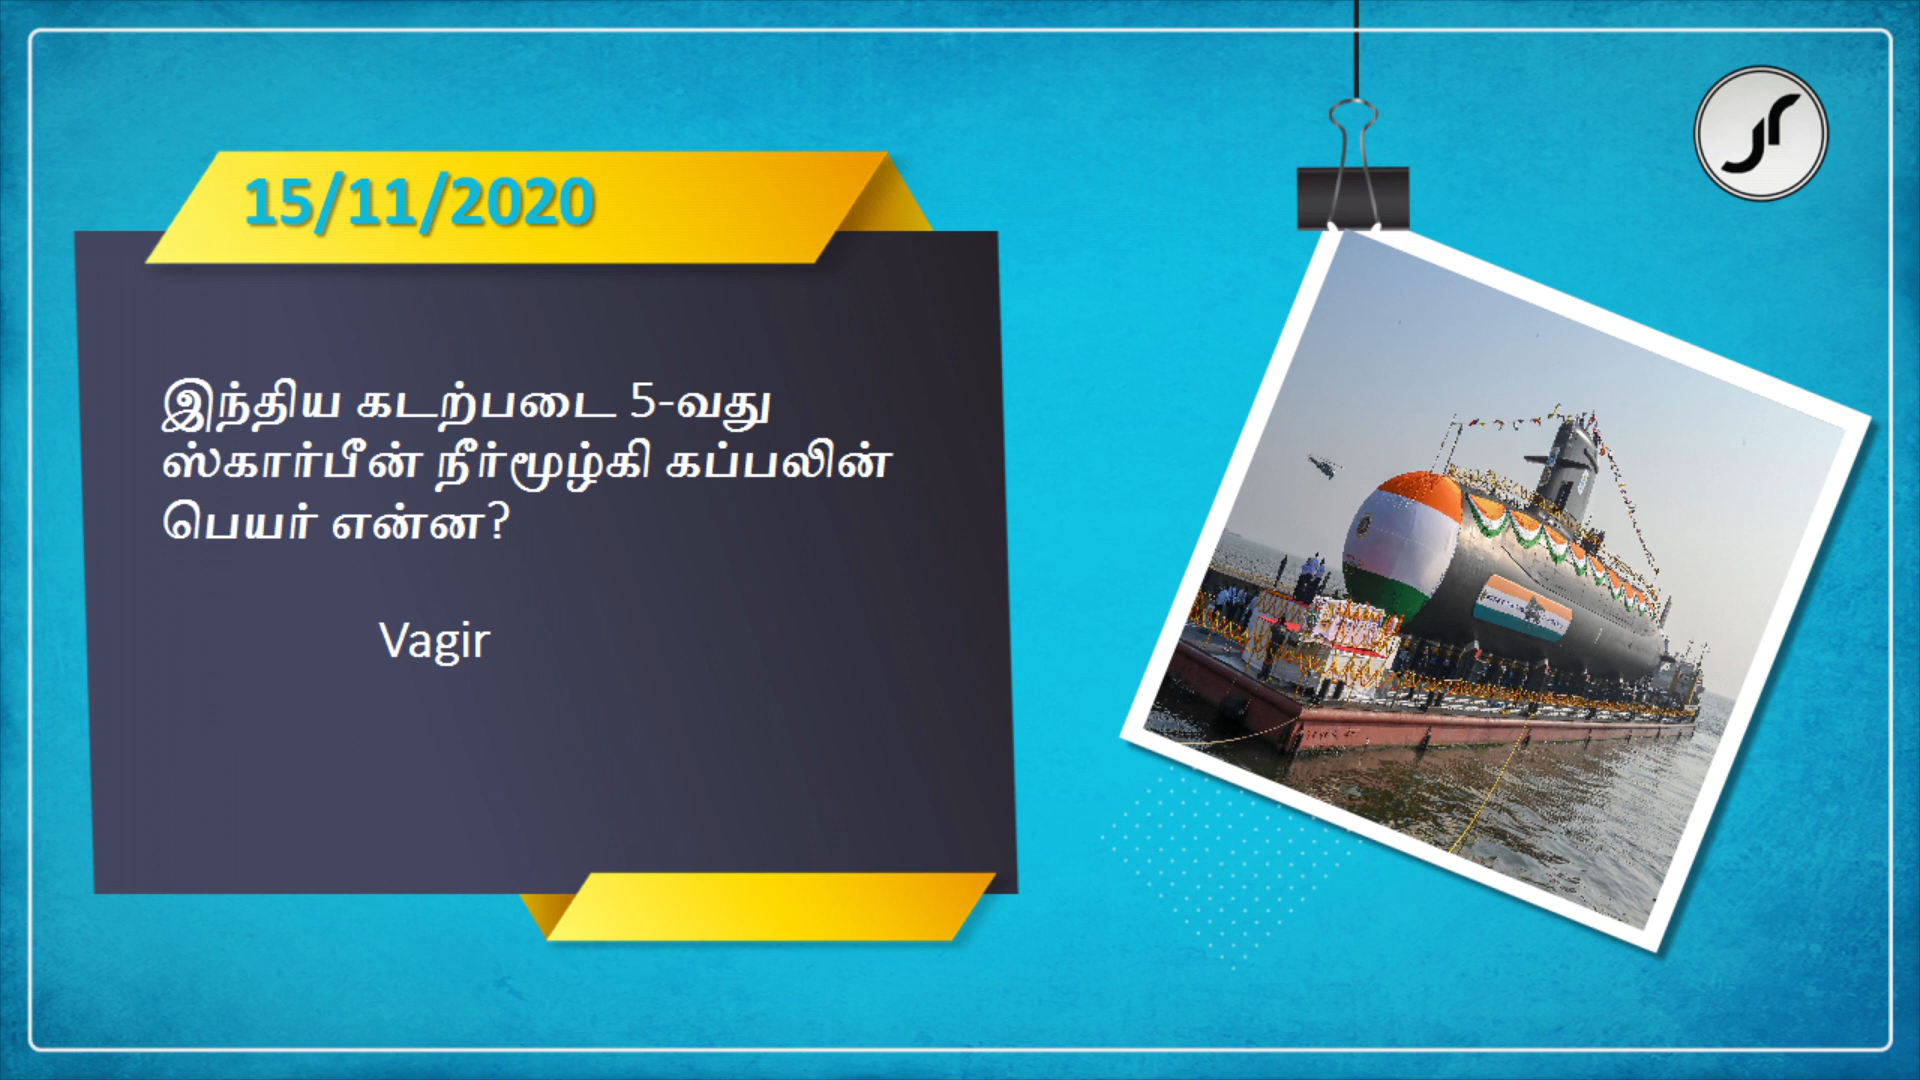 15/11/2020
இந்திய கடற்படை 5-வது
ஸ்கார்பீன் நீர்மூழ்கி கப்பலின்
பெயர் என்ன?
Vagir